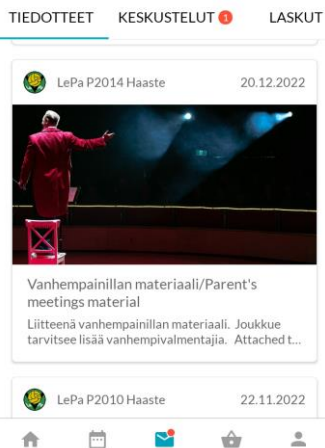 TIEDOTTEET KESKUSTELUT 1 LASKUT
LePa P2014 Haaste 20.12.2022
Vanhempainillan materiaali/Parent's
meetings material
Liitteenä vanhempainillan materiaali. Joukkue
tarvitsee lisää vanhempivalmentajia. Attached t...
LePa P2010 Haaste 22.11.2022